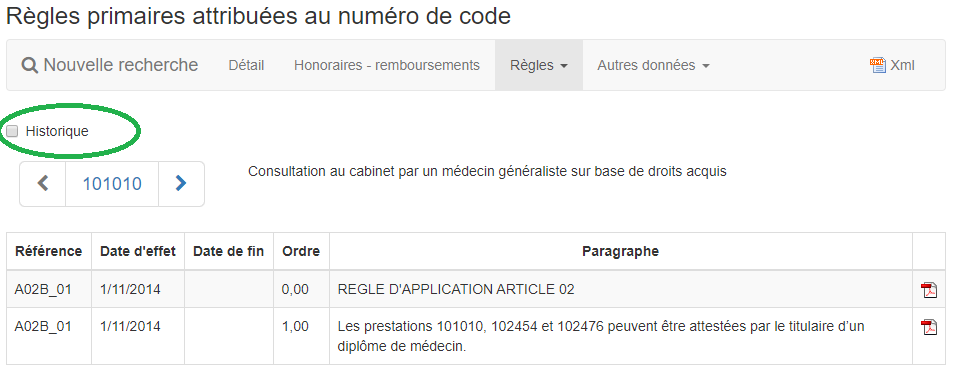 Règles primaires attribuées au numéro de code
Nouvelle recherche Détail Honoraires - remboursements Règles Autres données Xml
Historique
101010 Consultation au cabinet par un médecin généraliste sur base de droits acquis
Référence Date d'effet Date de fin Ordre Paragraphe
A02B_01 1/11/2014 0,00 REGLE D'APPLICATION ARTICLE 02
A02B_01 1/11/2014 1,00 Les prestations 101010, 102454 et 102476 peuvent être attestées par le titulaire d’un
diplôme de médecin.